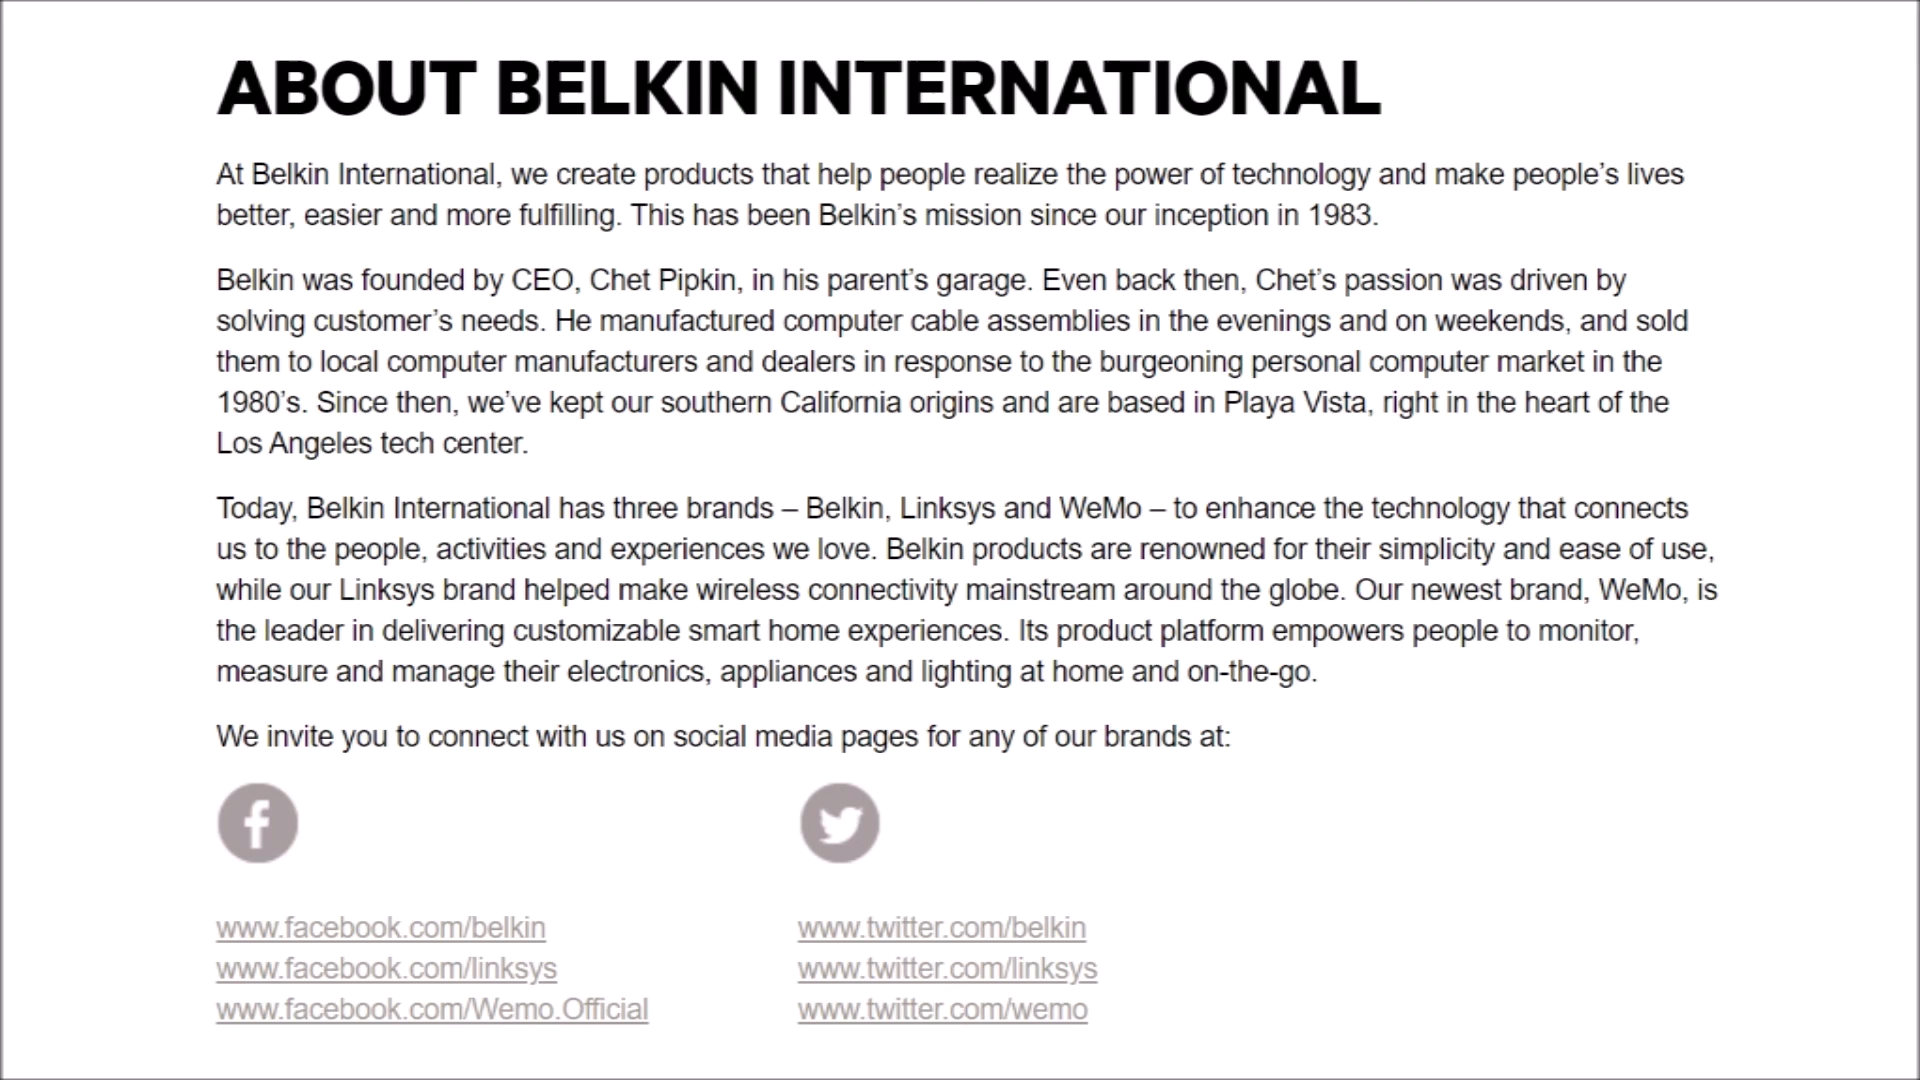 ABOUT BELKIN INTERNATIONAL
At Belkin International, we create products that help people realize the power of technology and make people’s lives
better, easier and more fulfilling. This has been Belkin’s mission since our inception in 1983.
Belkin was founded by CEO, Chet Pipkin, in his parent’s garage. Even back then, Chet’s passion was driven by
solving customer’s needs. He manufactured computer cable assemblies in the evenings and on weekends, and sold
them to local computer manufacturers and dealers in response to the burgeoning personal computer market in the
1980’s. Since then, we’ve kept our southern California origins and are based in Playa Vista, right in the heart of the
Los Angeles tech center.
Today, Belkin International has three brands – Belkin, Linksys and WeMo – to enhance the technology that connects
us to the people, activities and experiences we love. Belkin products are renowned for their simplicity and ease of use,
while our Linksys brand helped make wireless connectivity mainstream around the globe. Our newest brand, WeMo, is
the leader in delivering customizable smart home experiences. Its product platform empowers people to monitor,
measure and manage their electronics, appliances and lighting at home and on-the-go.
We invite you to connect with us on social media pages for any of our brands at:
www.facebook.com/belkin
www.facebook.com/linksys
www.facebook.com/Wemo.Official
www.twitter.com/belkin
www.twitter.com/linksys
www.twitter.com/wemo